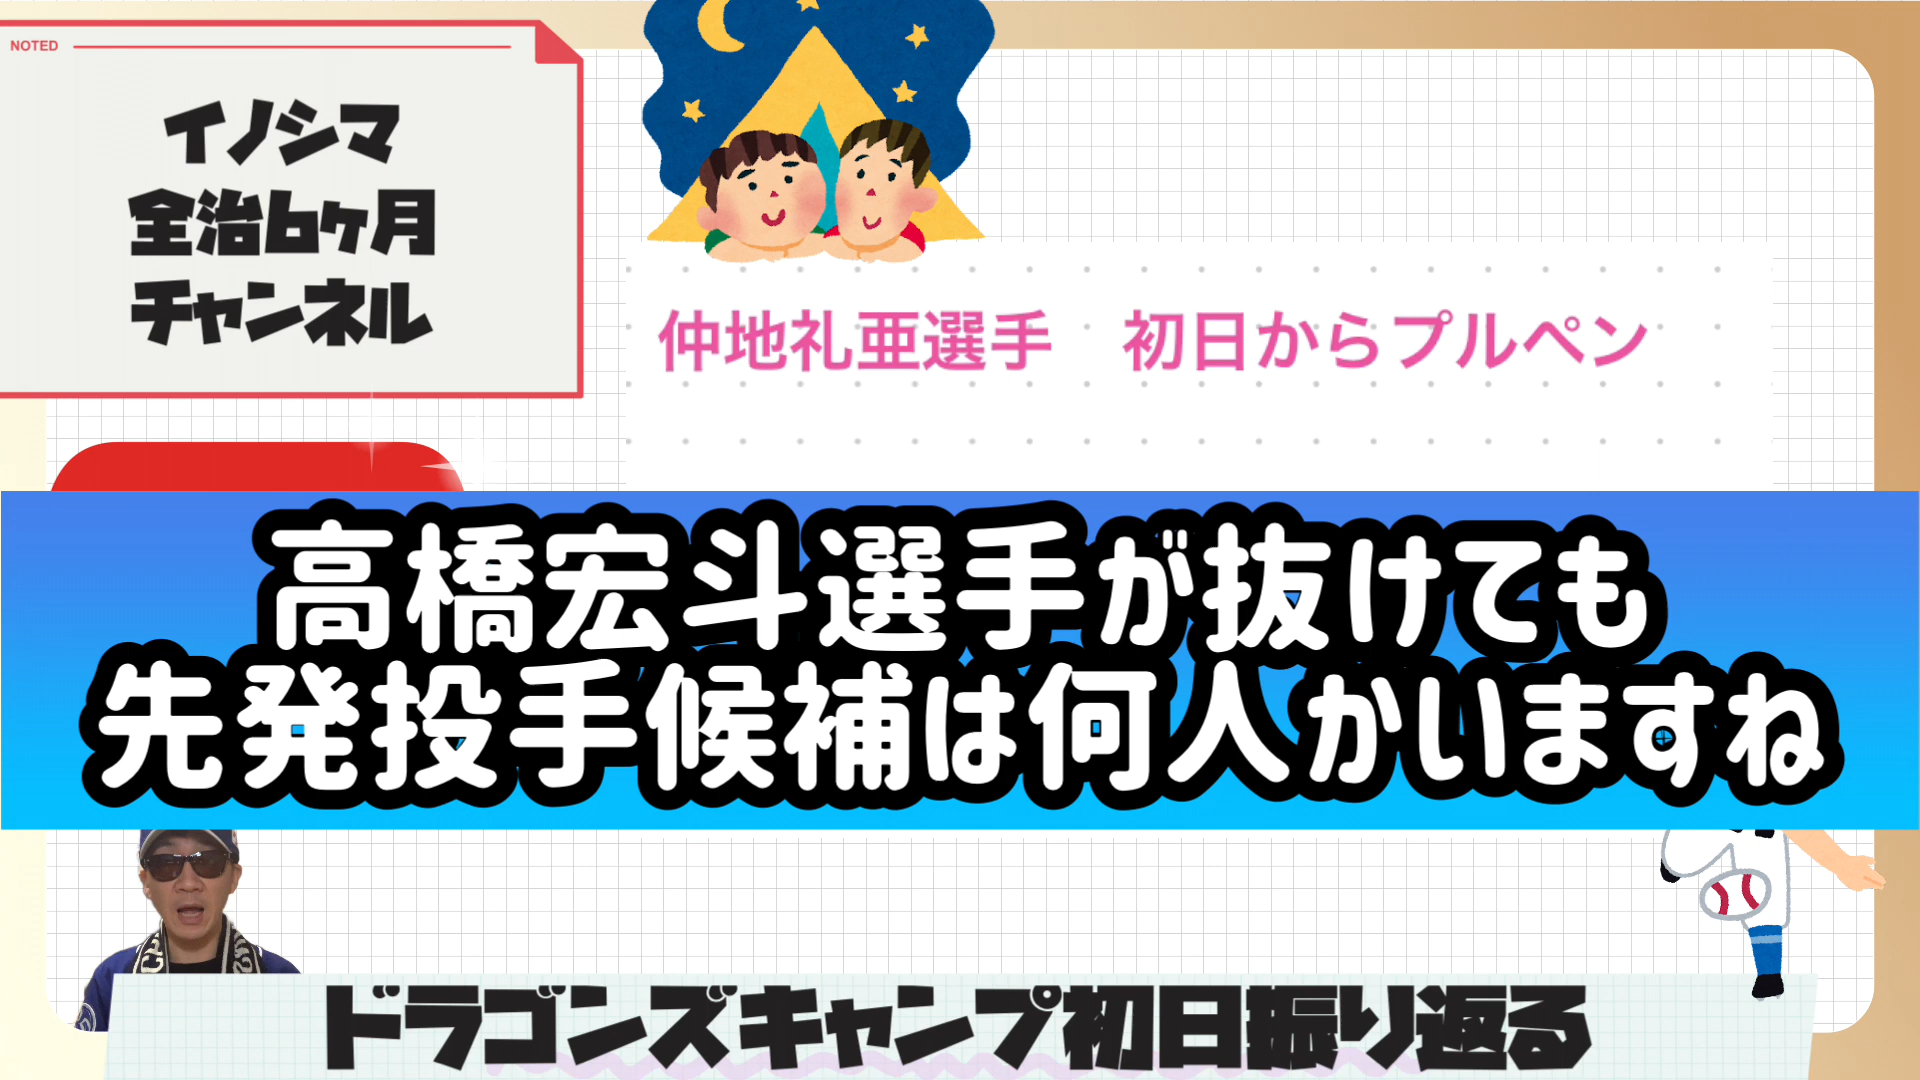 NOTED
イノシマ
全治6ヶ月
チャンネル
仲地礼亜選手　初日からプルペン
高橋宏斗選手が抜けても
先発投手候補は何人かいますね
ドラゴンズキャンプ初日振り返る